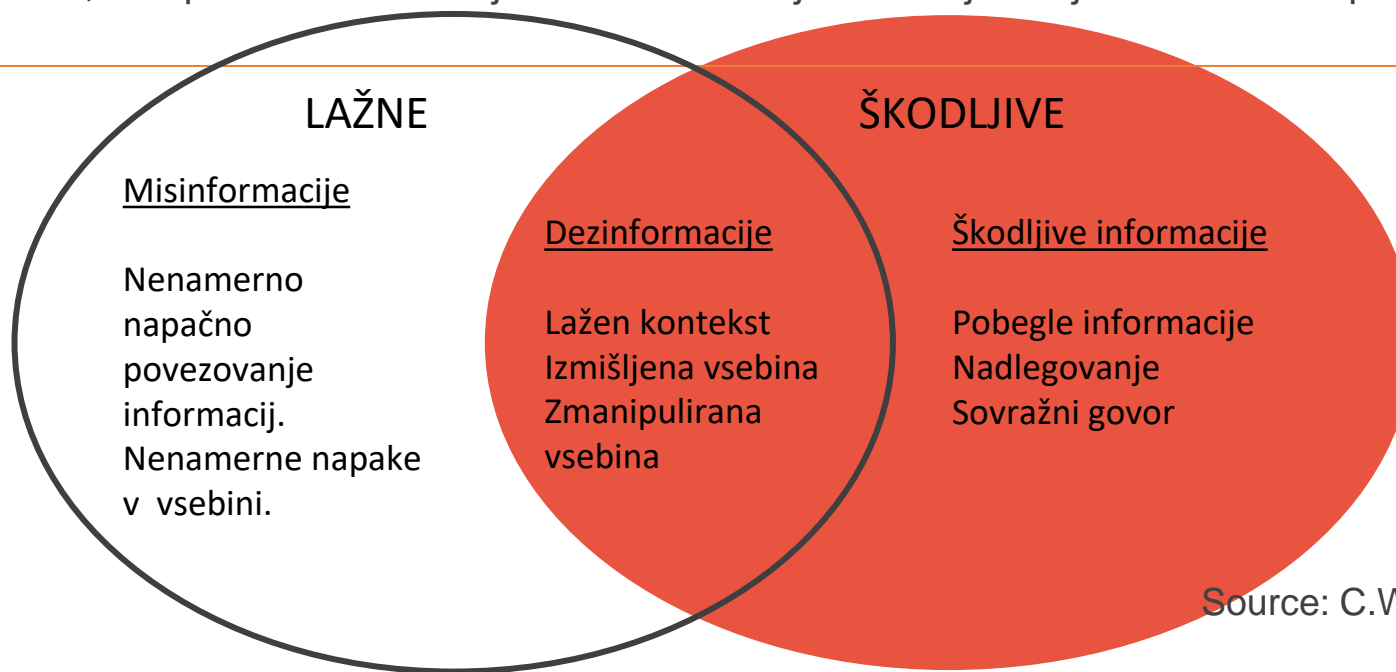 LAŽNE
ŠKODLJIVE
Misinformacije
Nenamerno
napačno
povezovanje
informacij.
Nenamerne napake
v vsebini.
Dezinformacije
Lažen kontekst
Izmišljena vsebina
Zmanipulirana
vsebina
Škodljive informacije
Pobegle informacije
Nadlegovanje
Sovražni govor
Source: C.W